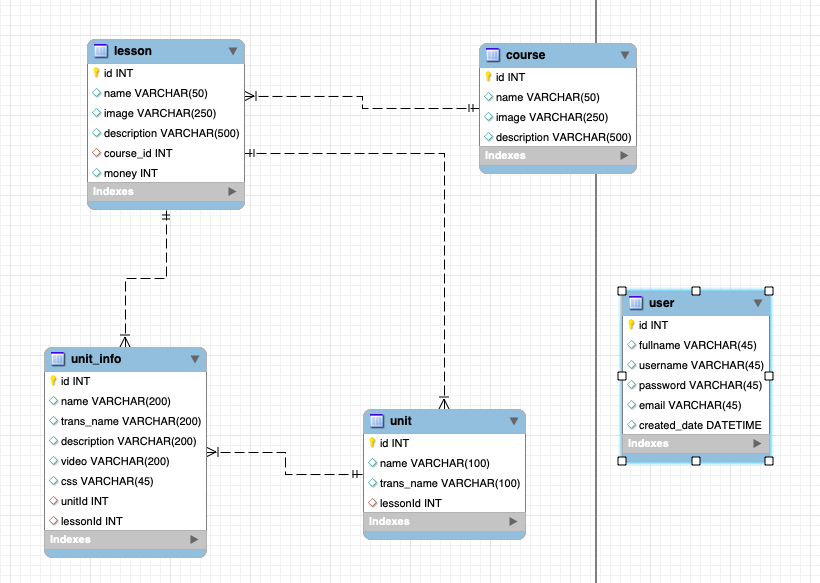 lesson
id INT
name VARCHAR(50)
image VARCHAR(250)
description VARCHAR(500)
course_id INT
money INT
Indexes
course
id INT
name VARCHAR(50)
image VARCHAR(250)
description VARCHAR(500)
Indexes
user
id INT
fullname VARCHAR(45)
username VARCHAR(45)
password VARCHAR(45)
email VARCHAR(45)
created_date DATETIME
Indexes
unit_info
id INT
name VARCHAR(200)
trans_name VARCHAR(200)
description VARCHAR(200)
video VARCHAR(200)
css VARCHAR(45)
unitId INT
lessonId INT
Indexes
unit
id INT
name VARCHAR(100)
trans_name VARCHAR(100)
lessonId INT
Indexes